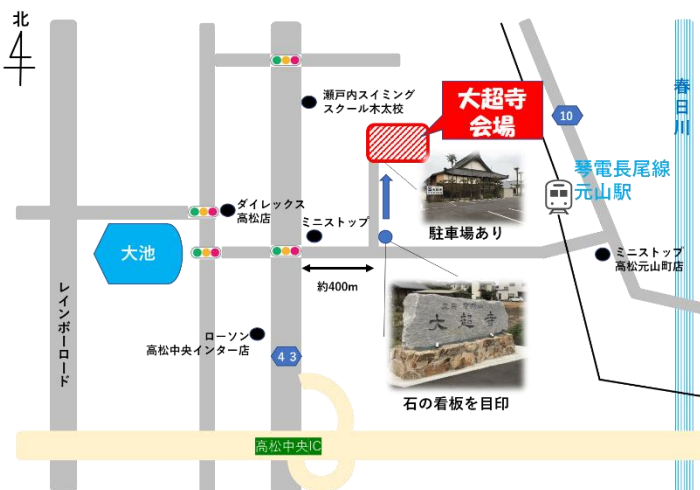 北
瀬戸内スイミング
スクール木太校
大超寺
会場
10
春日川
琴電長尾線
元山駅
駐車場あり
ダイレックス
高松店
ミニストップ
大池
約400m
ミニストップ
高松元山町店
レインボーロード
ローソン
高松中央インター店
43
大超寺
石の看板を目印
高松中央IC